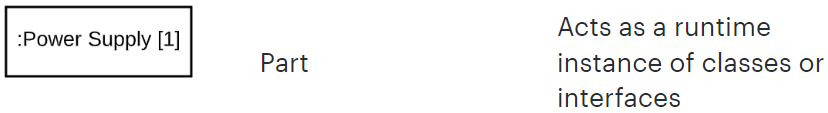 :Power Supply [1]
Part
Acts as a runtime
instance of classes or
interfaces